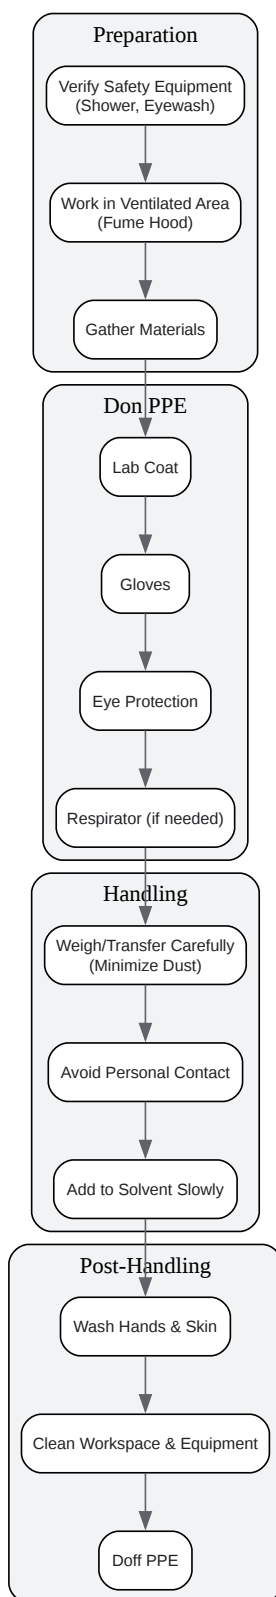 Preparation
Verify Safety Equipment
(Shower, Eyewash)
Work in Ventilated Area
(Fume Hood)
Gather Materials
Don PPE
Lab Coat
Gloves
Eye Protection
Respirator (if needed)
Handling
Weigh/Transfer Carefully
(Minimize Dust)
Avoid Personal Contact
Add to Solvent Slowly
Post-Handling
Wash Hands & Skin
Clean Workspace & Equipment
Doff PPE